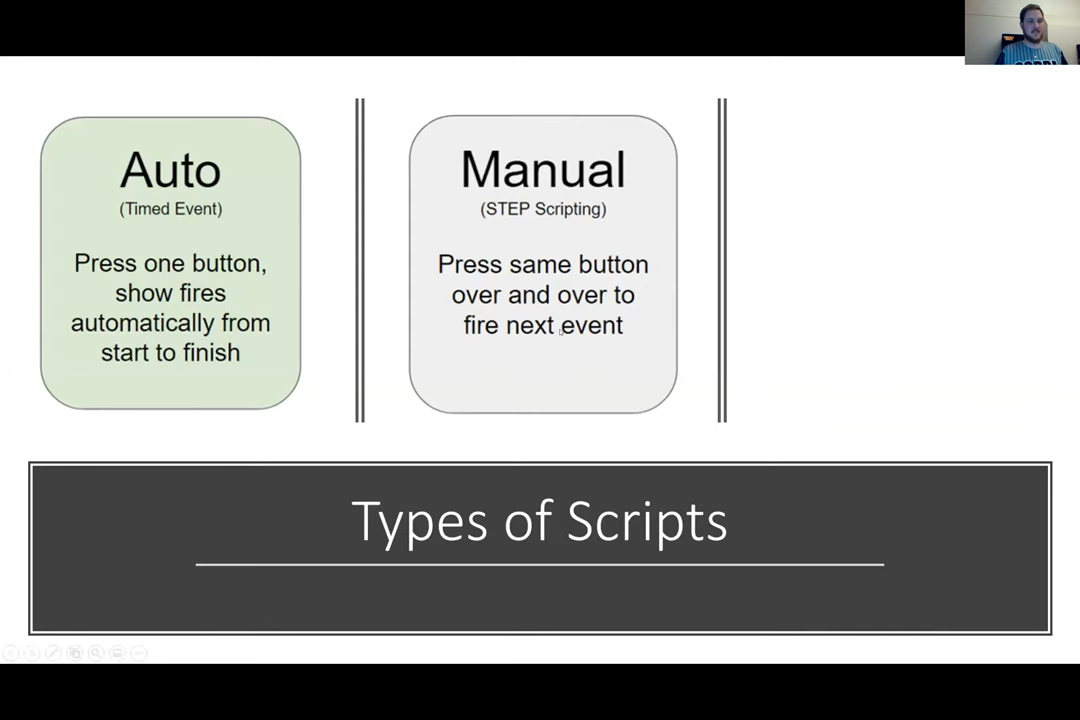 Auto
(Timed Event)
Press one button,
show fires
automatically from
start to finish
Manual
(STEP Scripting)
Press same button
over and over to
fire next event
Types of Scripts